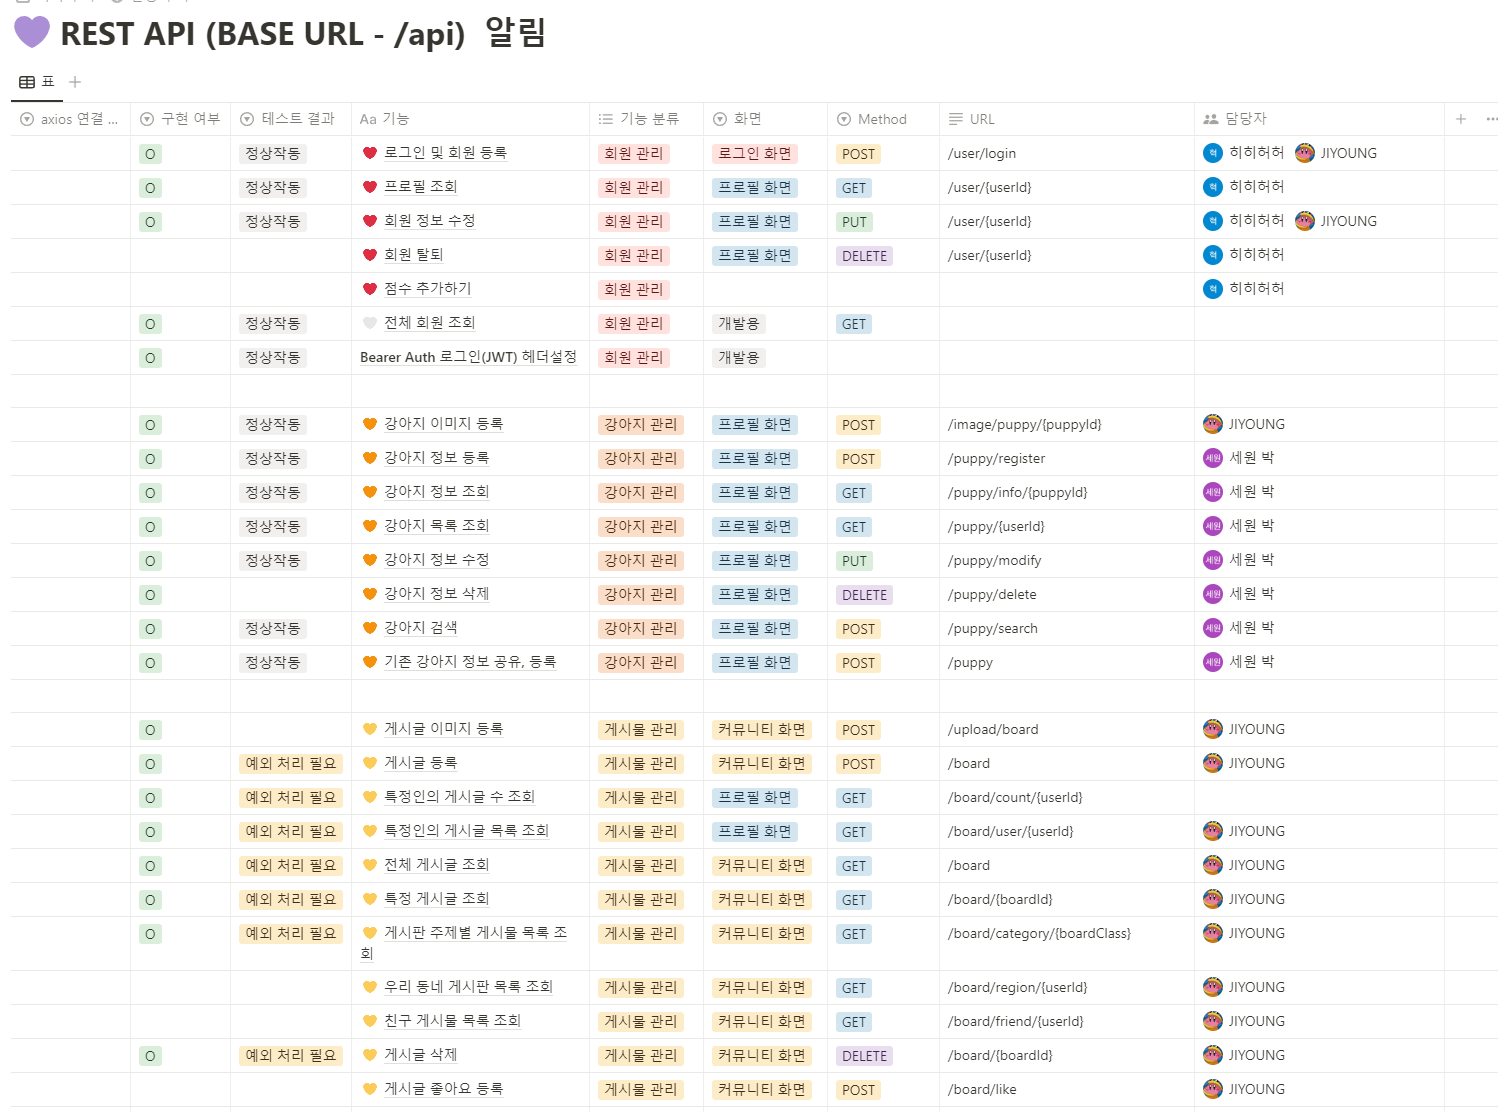 REST API (BASE URL - /api) 알림
표
axios 연결 ... 구현 여부 테스트 결과 Aa 기능 기능 분류 화면 Method URL 담당자
O 정상작동 로그인 및 회원 등록 회원 관리 로그인 화면 POST /user/login 혁 히히허허 JIYOUNG
O 정상작동 프로필 조회 회원 관리 프로필 화면 GET /user/{userId} 혁 히히허허
O 정상작동 회원 정보 수정 회원 관리 프로필 화면 PUT /user/{userId} 혁 히히허허 JIYOUNG
회원 탈퇴 회원 관리 프로필 화면 DELETE /user/{userId} 혁 히히허허
점수 추가하기 회원 관리 혁 히히허허
O 정상작동 전체 회원 조회 회원 관리 개발용 GET
O 정상작동 Bearer Auth 로그인(JWT) 헤더설정 회원 관리 개발용
O 정상작동 강아지 이미지 등록 강아지 관리 프로필 화면 POST /image/puppy/{puppyId} JIYOUNG
O 정상작동 강아지 정보 등록 강아지 관리 프로필 화면 POST /puppy/register 세원 세원 박
O 정상작동 강아지 정보 조회 강아지 관리 프로필 화면 GET /puppy/info/{puppyId} 세원 세원 박
O 정상작동 강아지 목록 조회 강아지 관리 프로필 화면 GET /puppy/{userId} 세원 세원 박
O 정상작동 강아지 정보 수정 강아지 관리 프로필 화면 PUT /puppy/modify 세원 세원 박
O 강아지 정보 삭제 강아지 관리 프로필 화면 DELETE /puppy/delete 세원 세원 박
O 정상작동 강아지 검색 강아지 관리 프로필 화면 POST /puppy/search 세원 세원 박
O 정상작동 기존 강아지 정보 공유, 등록 강아지 관리 프로필 화면 POST /puppy 세원 세원 박
O 게시글 이미지 등록 게시물 관리 커뮤니티 화면 POST /upload/board JIYOUNG
O 예외 처리 필요 게시글 등록 게시물 관리 커뮤니티 화면 POST /board JIYOUNG
O 예외 처리 필요 특정인의 게시글 수 조회 게시물 관리 프로필 화면 GET /board/count/{userId}
O 예외 처리 필요 특정인의 게시글 목록 조회 게시물 관리 프로필 화면 GET /board/user/{userId} JIYOUNG
O 예외 처리 필요 전체 게시글 조회 게시물 관리 커뮤니티 화면 GET /board JIYOUNG
O 예외 처리 필요 특정 게시글 조회 게시물 관리 커뮤니티 화면 GET /board/{boardId} JIYOUNG
O 예외 처리 필요 게시판 주제별 게시물 목록 조 게시물 관리 커뮤니티 화면 GET /board/category/{boardClass} JIYOUNG
회
우리 동네 게시판 목록 조회 게시물 관리 커뮤니티 화면 GET /board/region/{userId} JIYOUNG
친구 게시물 목록 조회 게시물 관리 커뮤니티 화면 GET /board/friend/{userId} JIYOUNG
O 예외 처리 필요 게시글 삭제 게시물 관리 커뮤니티 화면 DELETE /board/{boardId} JIYOUNG
게시글 좋아요 등록 게시물 관리 커뮤니티 화면 POST /board/like JIYOUNG